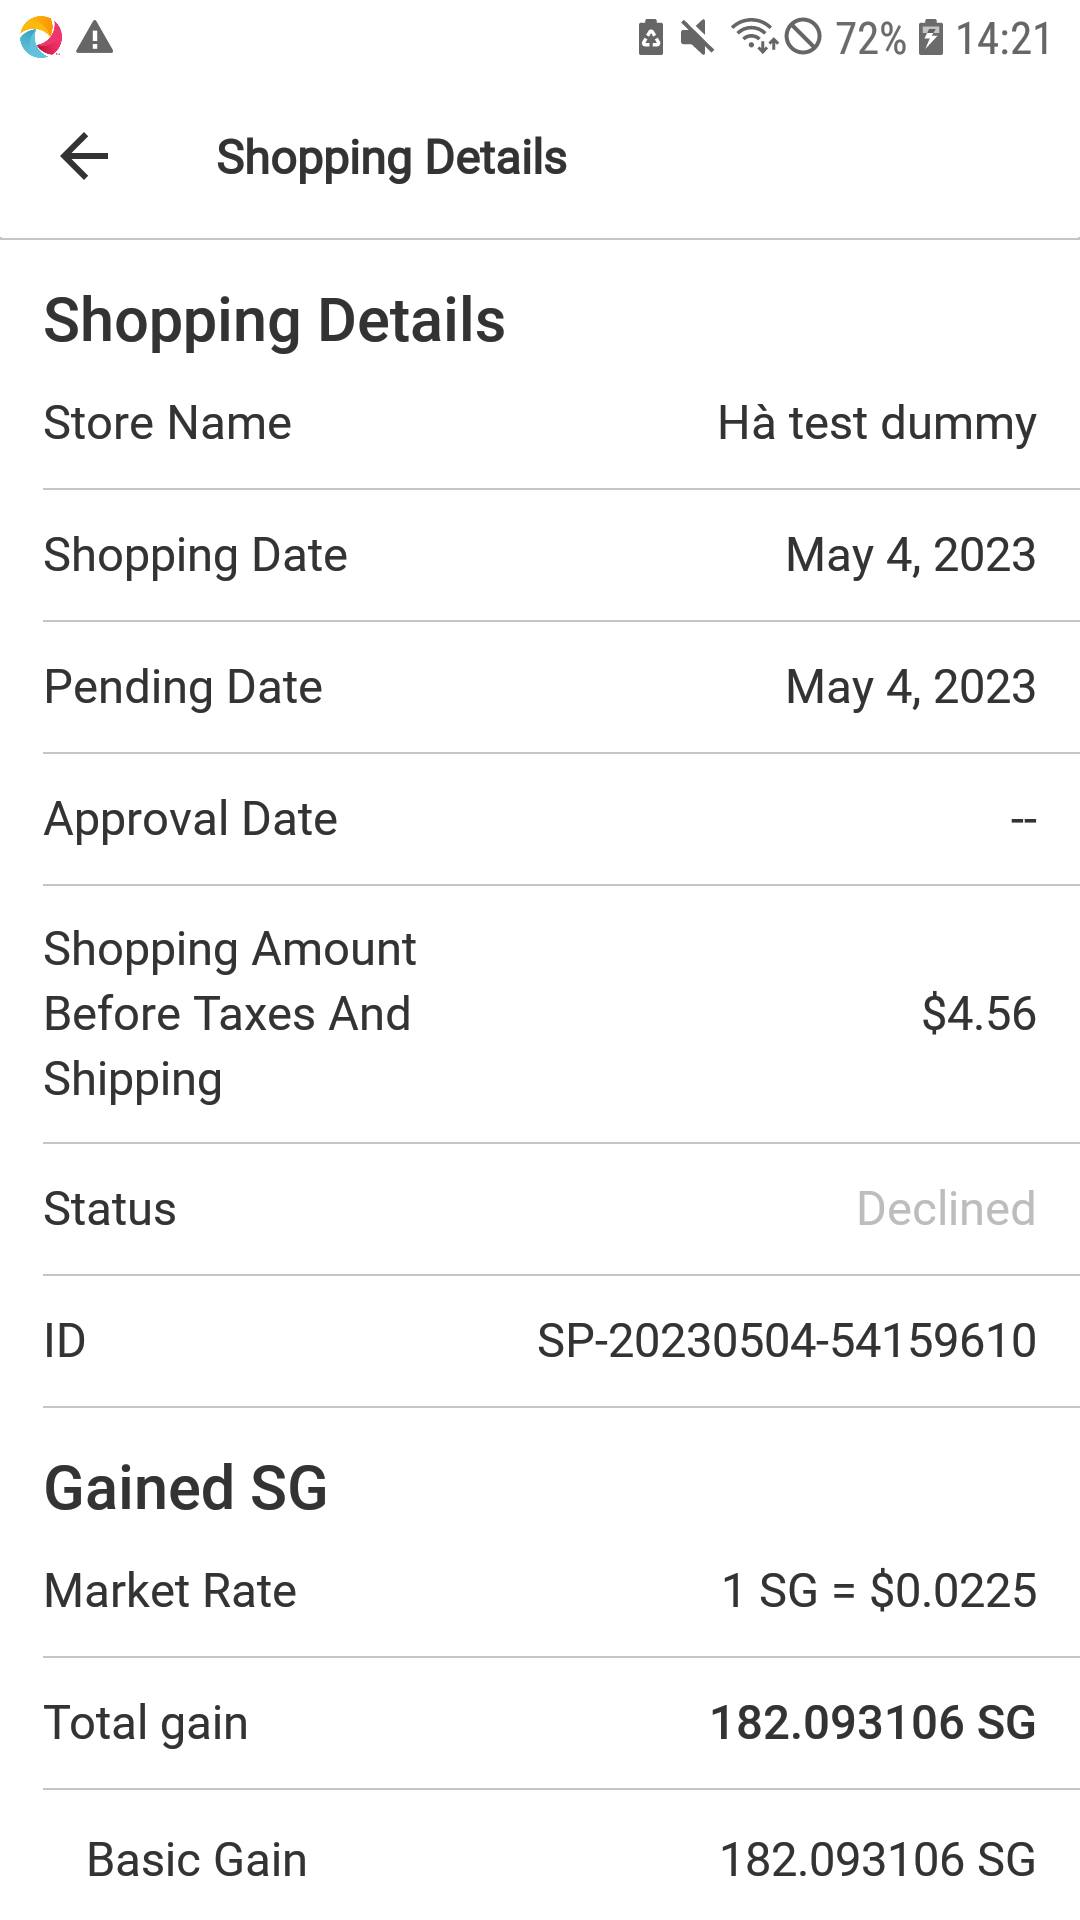 72% 14:21
Shopping Details
Shopping Details
Store Name Hà test dummy
Shopping Date May 4, 2023
Pending Date May 4, 2023
Approval Date --
Shopping Amount
Before Taxes And $4.56
Shipping
Status Declined
ID SP-20230504-54159610
Gained SG
Market Rate 1 SG = $0.0225
Total gain 182.093106 SG
Basic Gain 182.093106 SG